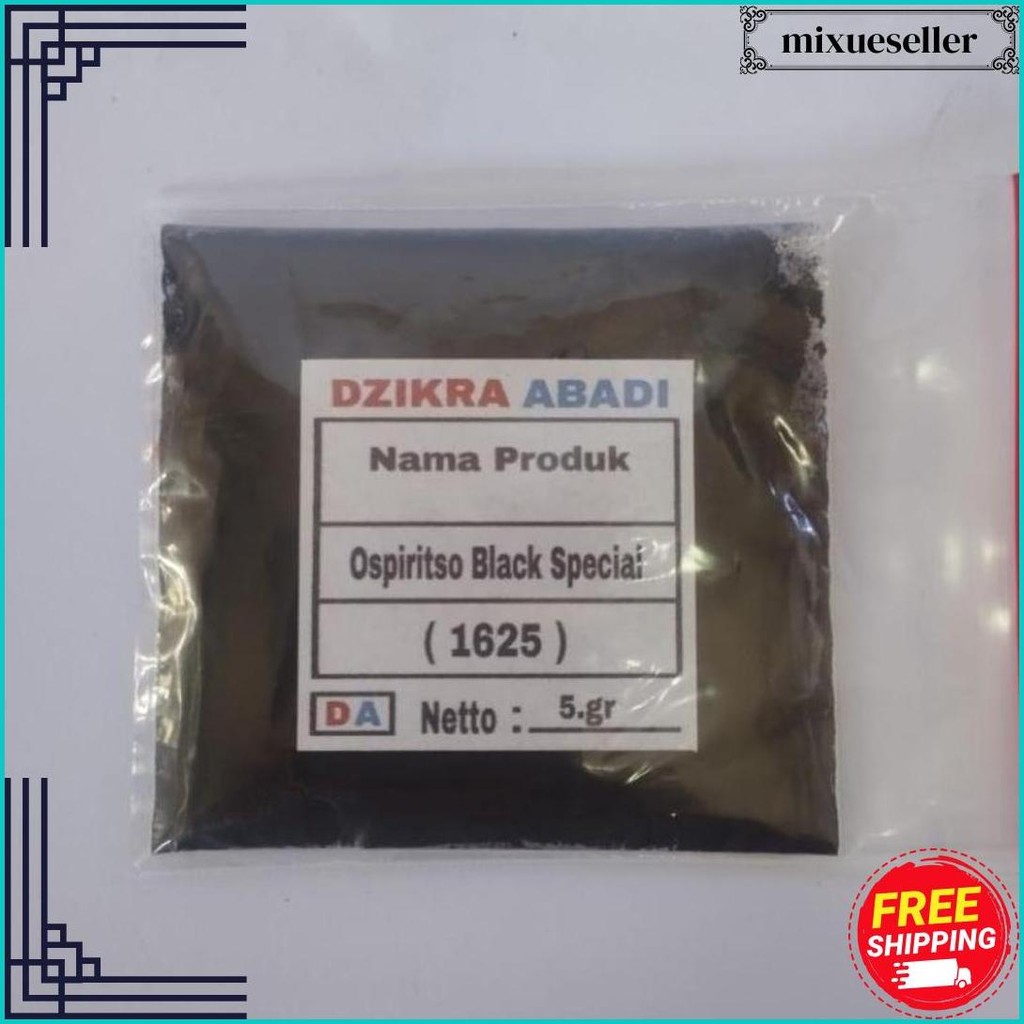 mixueseller
DZIKRA ABADI
Nama Produk
Ospiritso Black Special
( 1625 )
DA Netto : 5.gr
FREE
SHIPPING